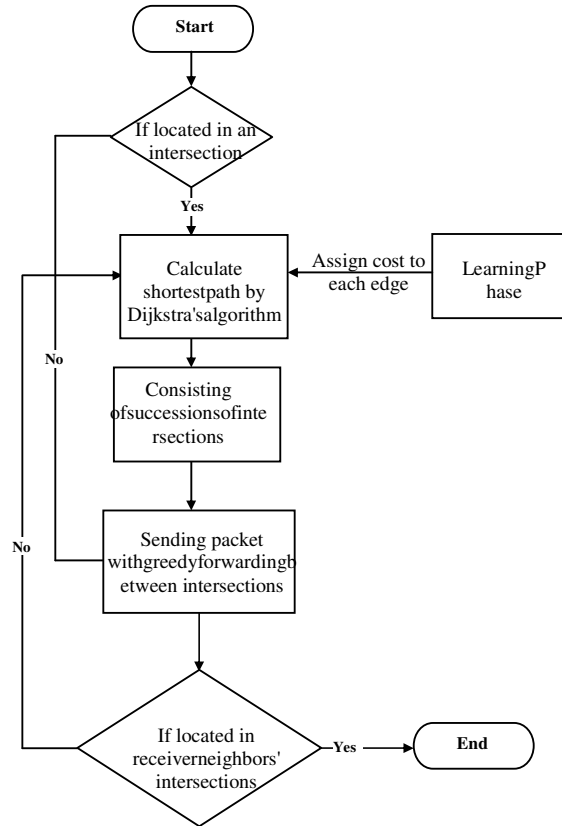 Start
If located in an
intersection
Yes
Calculate
shortestpath by
Dijkstra'salgorithm
Assign cost to
each edge
LearningP
hase
No
Consisting
ofsuccessionsofinte
rsections
No
Sending packet
withgreedyforwardingb
etween intersections
If located in
receiverneighbors'
intersections
Yes
End